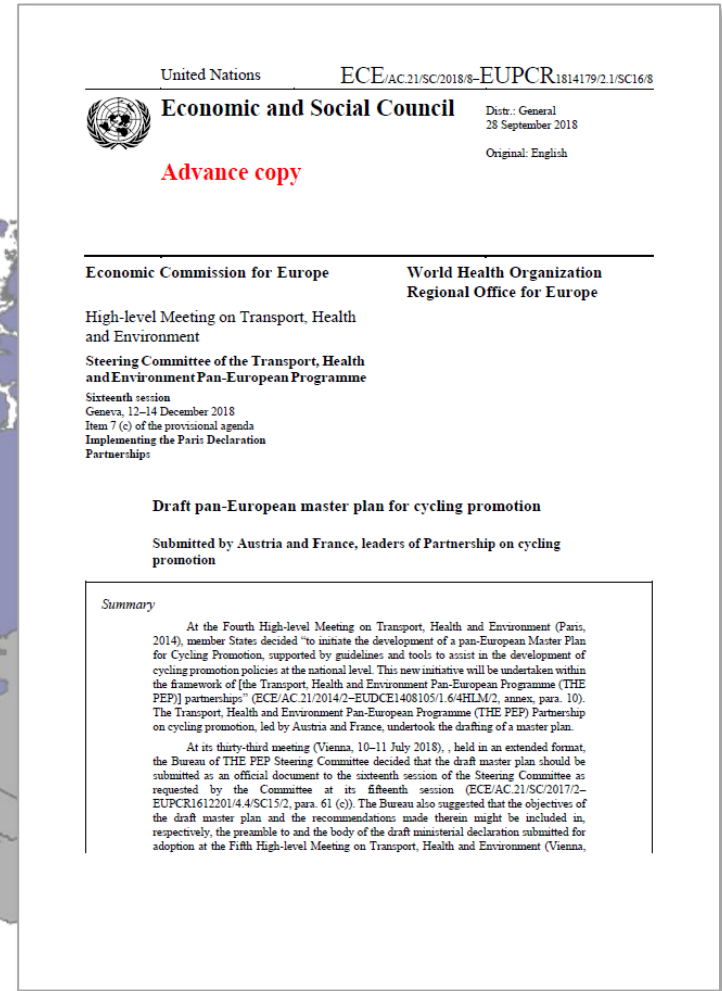 United Nations ECE/AC.21/SC/2018/8–EUPCR1814179/2.1/SC16/8
Economic and Social Council
Distr.: General
28 September 2018
Original: English
Advance copy
Economic Commission for Europe
World Health Organization
Regional Office for Europe
High-level Meeting on Transport, Health
and Environment
Steering Committee of the Transport, Health
and Environment Pan-European Programme
Sixteenth session
Geneva, 12–14 December 2018
Item 7 (c) of the provisional agenda
Implementing the Paris Declaration
Partnerships
Draft pan-European master plan for cycling promotion
Submitted by Austria and France, leaders of Partnership on cycling
promotion
Summary
At the Fourth High-level Meeting on Transport, Health and Environment (Paris,
2014), member States decided “to initiate the development of a pan-European Master Plan
for Cycling Promotion, supported by guidelines and tools to assist in the development of
cycling promotion policies at the national level. This new initiative will be undertaken within
the framework of [the Transport, Health and Environment Pan-European Programme (THE
PEP)] partnerships” (ECE/AC.21/2014/2–EUDCE1408105/1.6/4HLM/2, annex, para. 10).
The Transport, Health and Environment Pan-European Programme (THE PEP) Partnership
on cycling promotion, led by Austria and France, undertook the drafting of a master plan.
At its thirty-third meeting (Vienna, 10–11 July 2018), , held in an extended format,
the Bureau of THE PEP Steering Committee decided that the draft master plan should be
submitted as an official document to the sixteenth session of the Steering Committee as
requested by the Committee at its fifteenth session (ECE/AC.21/SC/2017/2–
EUPCR1612201/4.4/SC15/2, para. 61 (c)). The Bureau also suggested that the objectives of
the draft master plan and the recommendations made therein might be included in,
respectively, the preamble to and the body of the draft ministerial declaration submitted for
adoption at the Fifth High-level Meeting on Transport, Health and Environment (Vienna,